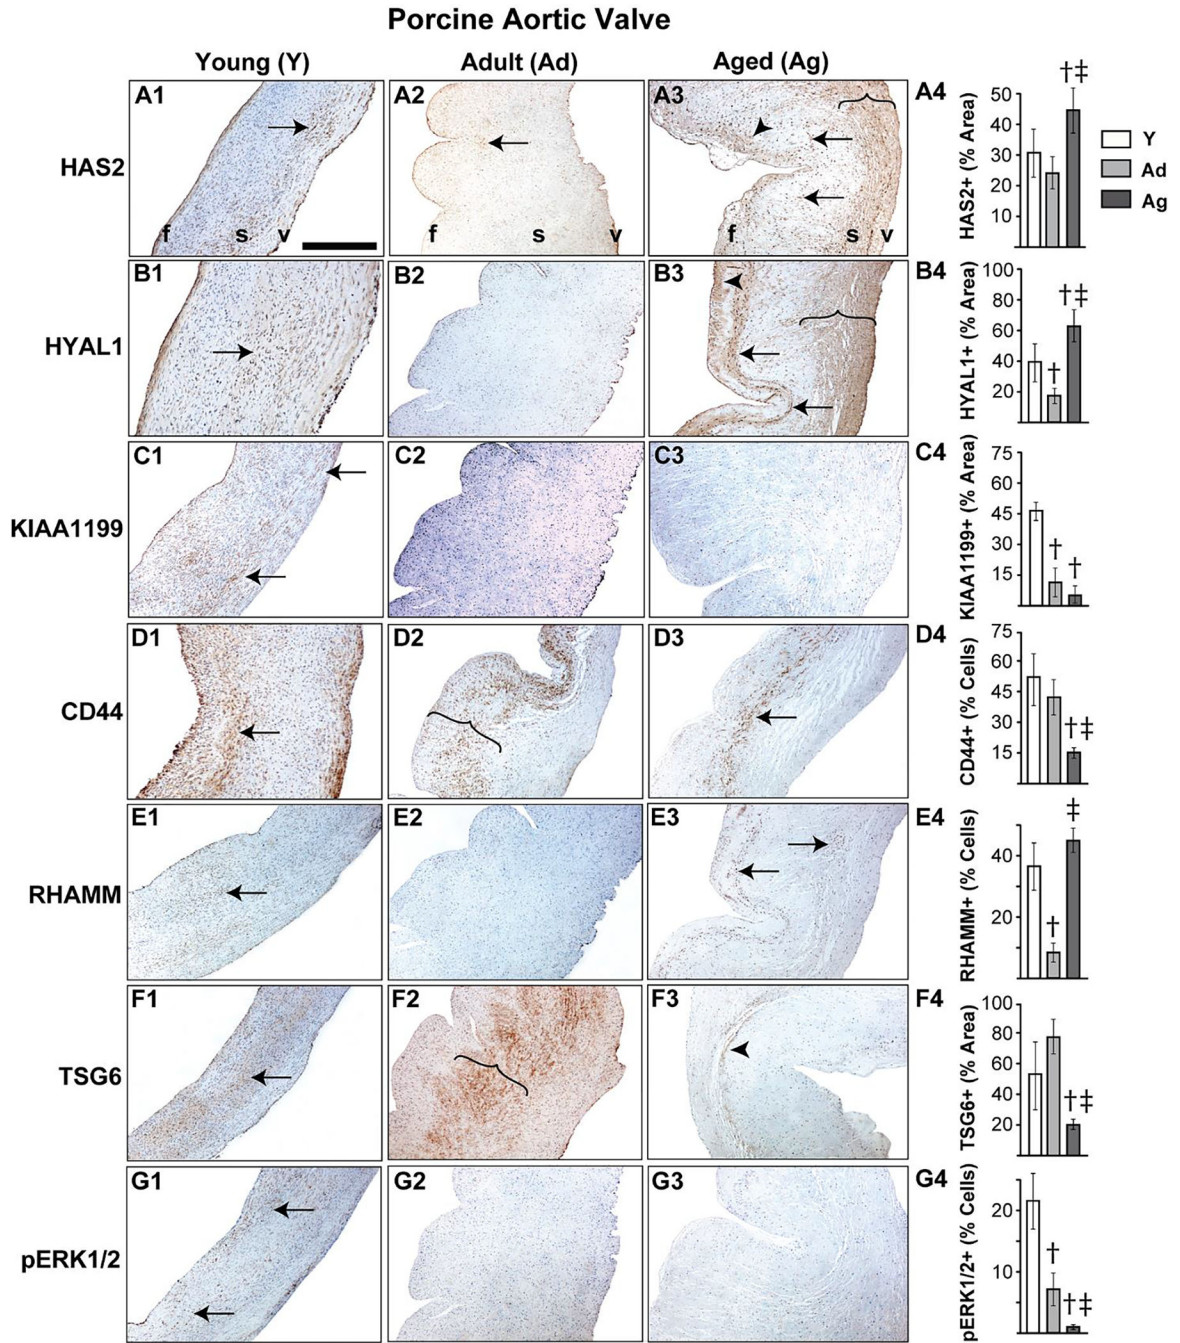 Porcine Aortic Valve
Young (Y) Adult (Ad) Aged (Ag)
HAS2
A1 A2 A3 A4
f s v
f s v
f s v
HAS2+ (% Area)
50
40
30
20
10
†‡
Y
Ad
Ag
HYAL1
B1 B2 B3 B4
HYAL1+ (% Area)
100
80
60
40
20
†
†‡
KIAA1199
C1 C2 C3 C4
KIAA1199+ (% Area)
75
60
45
30
15
†
†
CD44
D1 D2 D3 D4
CD44+ (% Cells)
75
60
45
30
15
†‡
RHAMM
E1 E2 E3 E4
RHAMM+ (% Cells)
40
20
†
‡
TSG6
F1 F2 F3 F4
TSG6+ (% Area)
100
80
60
40
20
†‡
pERK1/2
G1 G2 G3 G4
pERK1/2+ (% Cells)
20
10
†
†‡